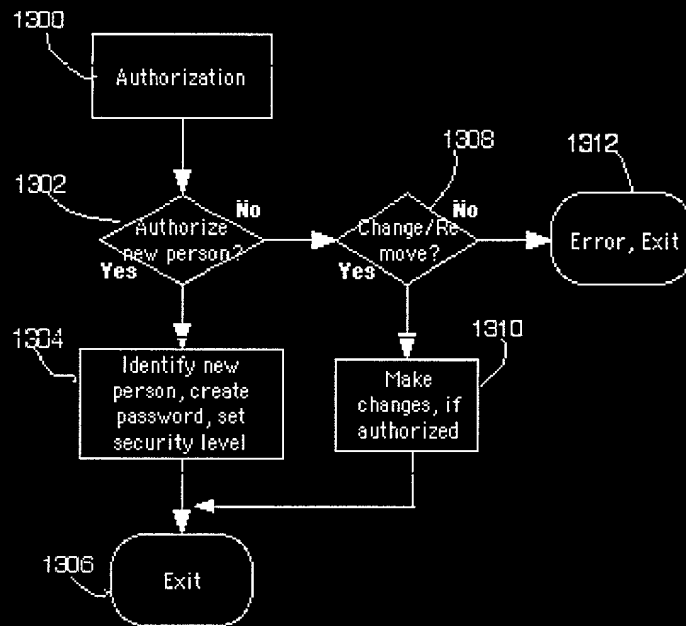 1300
Authorization
1302
Authorize
new person?
No
Yes
1308
Change/Re
move?
No
Yes
1312
Error, Exit
1304
Identify new
person, create
password, set
security level
1310
Make
changes, if
authorized
1306
Exit